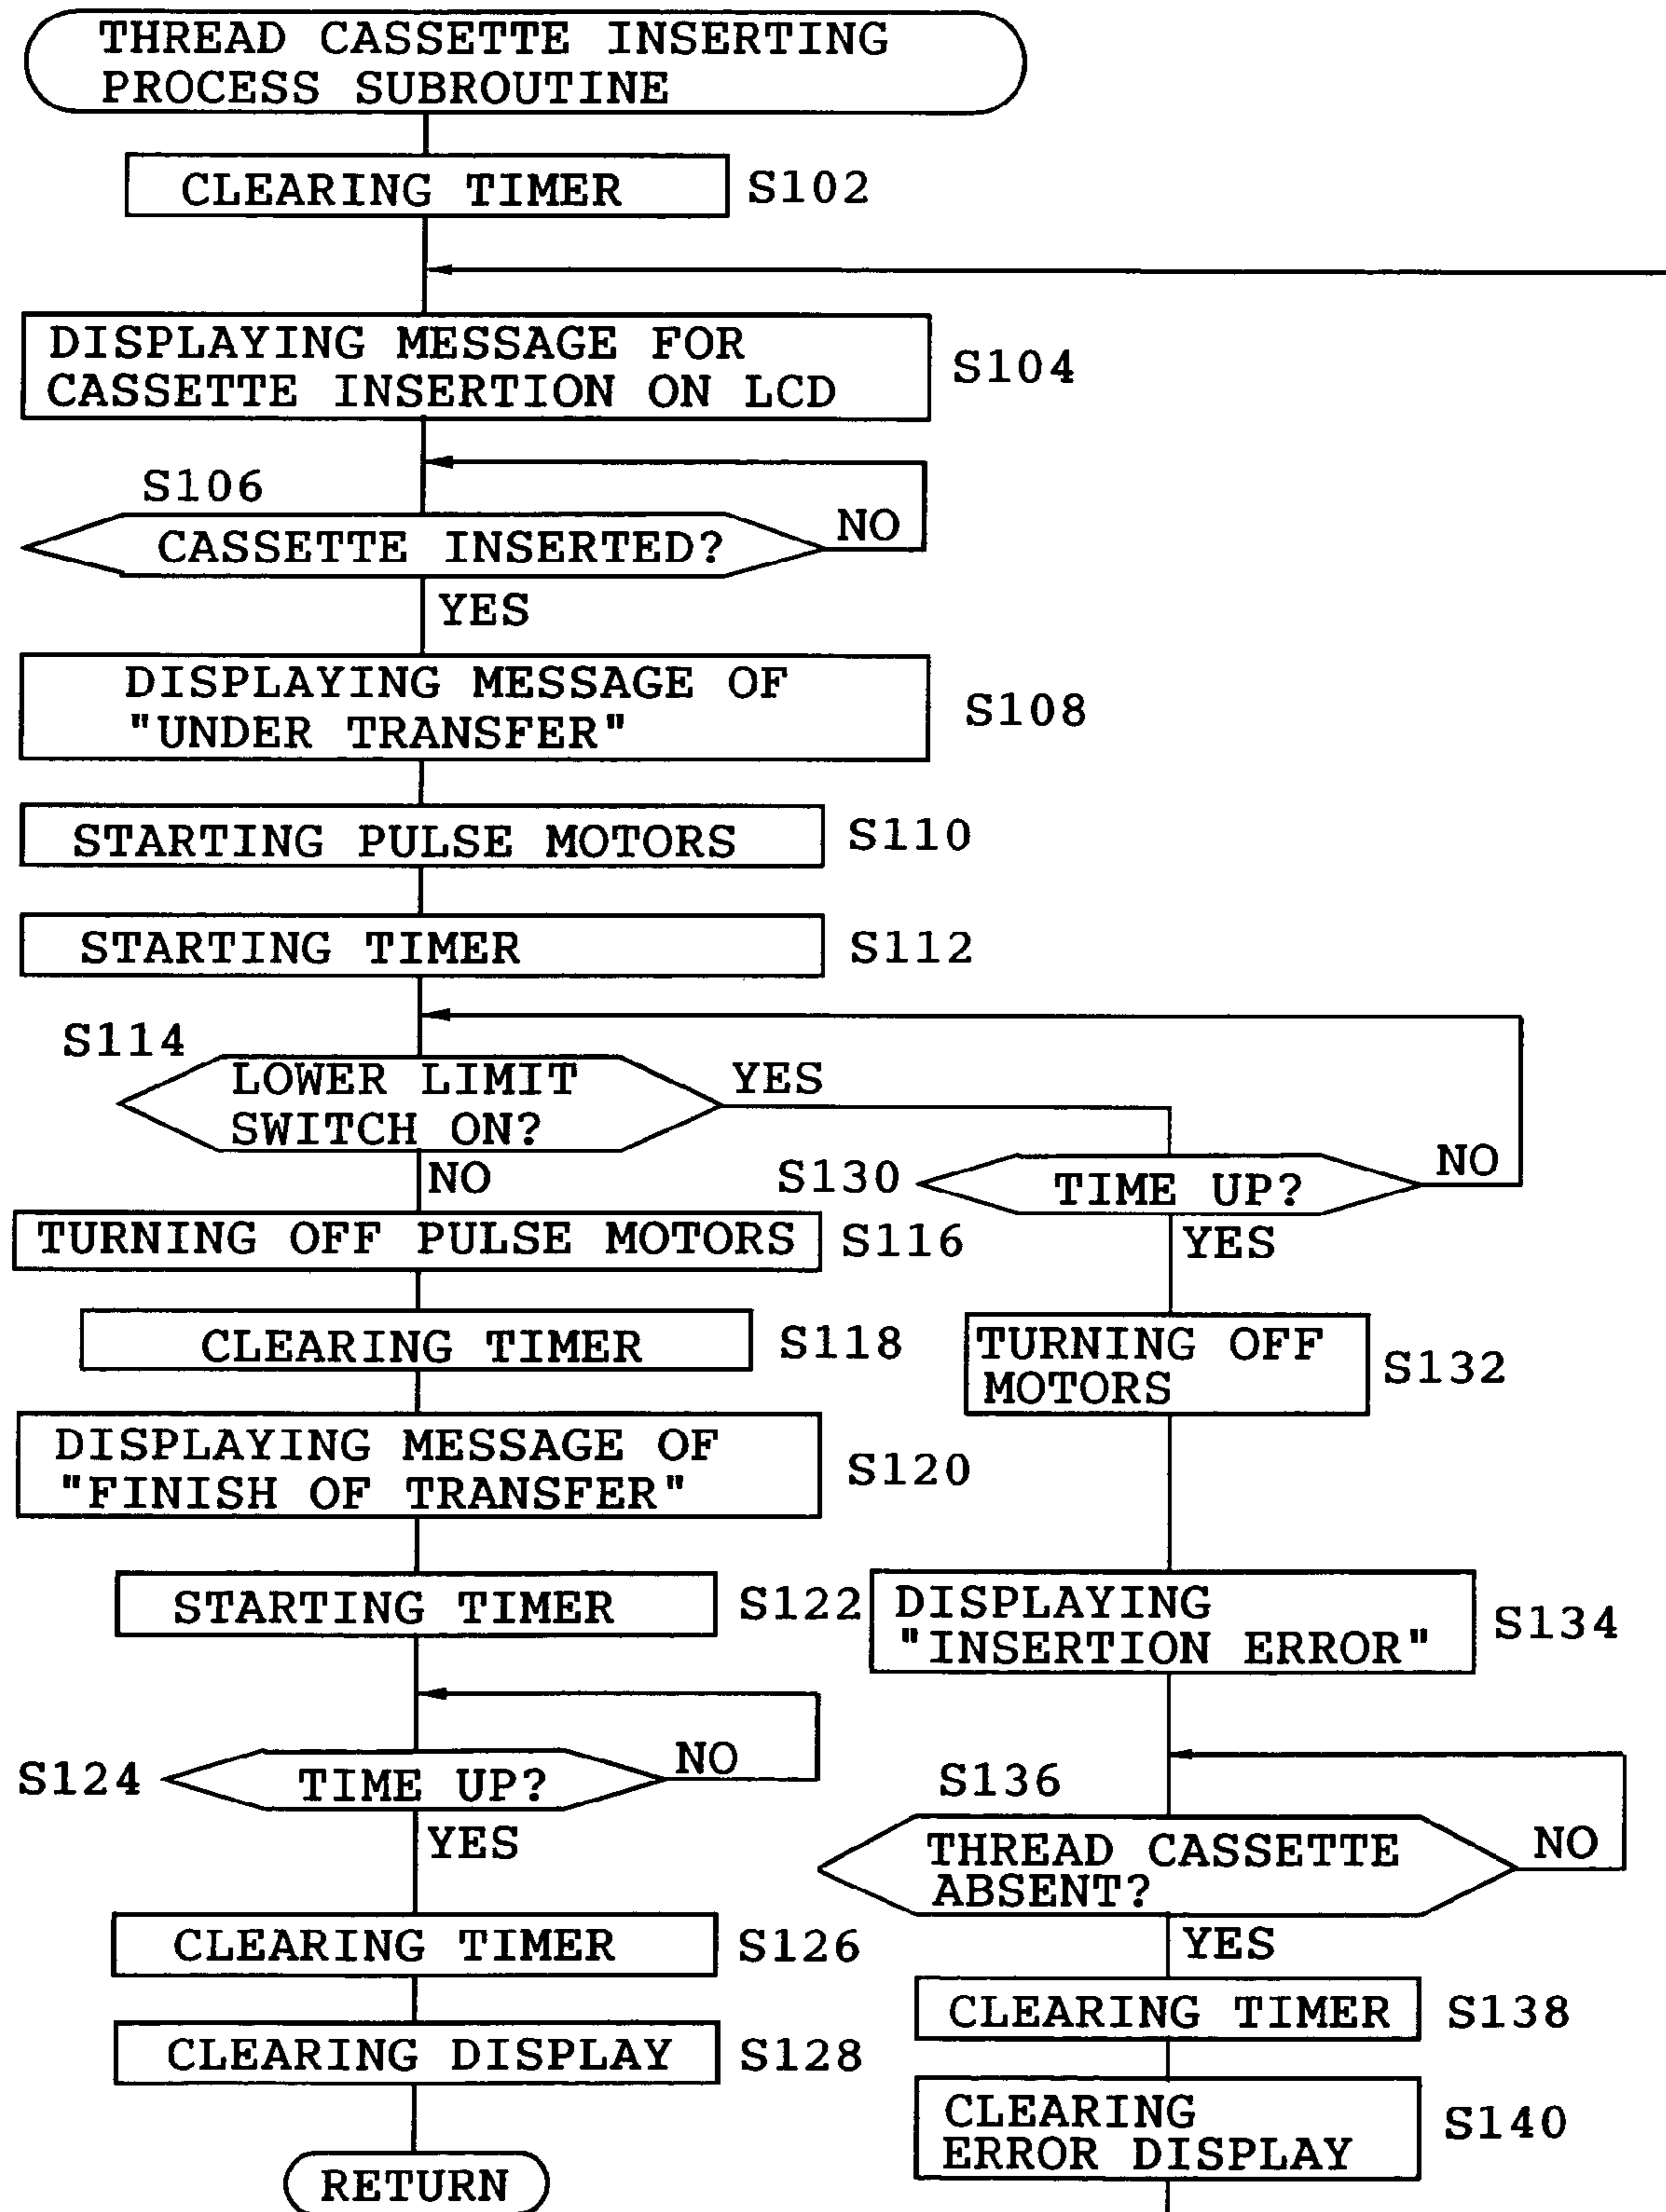 THREAD CASSETTE INSERTING
PROCESS SUBROUTINE
CLEARING TIMER
S102
DISPLAYING MESSAGE FOR
CASSETTE INSERTION ON LCD
S104
S106
CASSETTE INSERTED?
NO
YES
DISPLAYING MESSAGE OF
"UNDER TRANSFER"
S108
STARTING PULSE MOTORS
S110
STARTING TIMER
S112
S114
LOWER LIMIT
SWITCH ON?
YES
NO
TURNING OFF PULSE MOTORS
S116
CLEARING TIMER
S118
DISPLAYING MESSAGE OF
"FINISH OF TRANSFER"
S120
STARTING TIMER
S122
S124
TIME UP?
NO
YES
CLEARING TIMER
S126
CLEARING DISPLAY
S128
RETURN
S130
TIME UP?
NO
YES
TURNING OFF
MOTORS
S132
DISPLAYING
"INSERTION ERROR"
S134
S136
THREAD CASSETTE
ABSENT?
NO
YES
CLEARING TIMER
S138
CLEARING
ERROR DISPLAY
S140